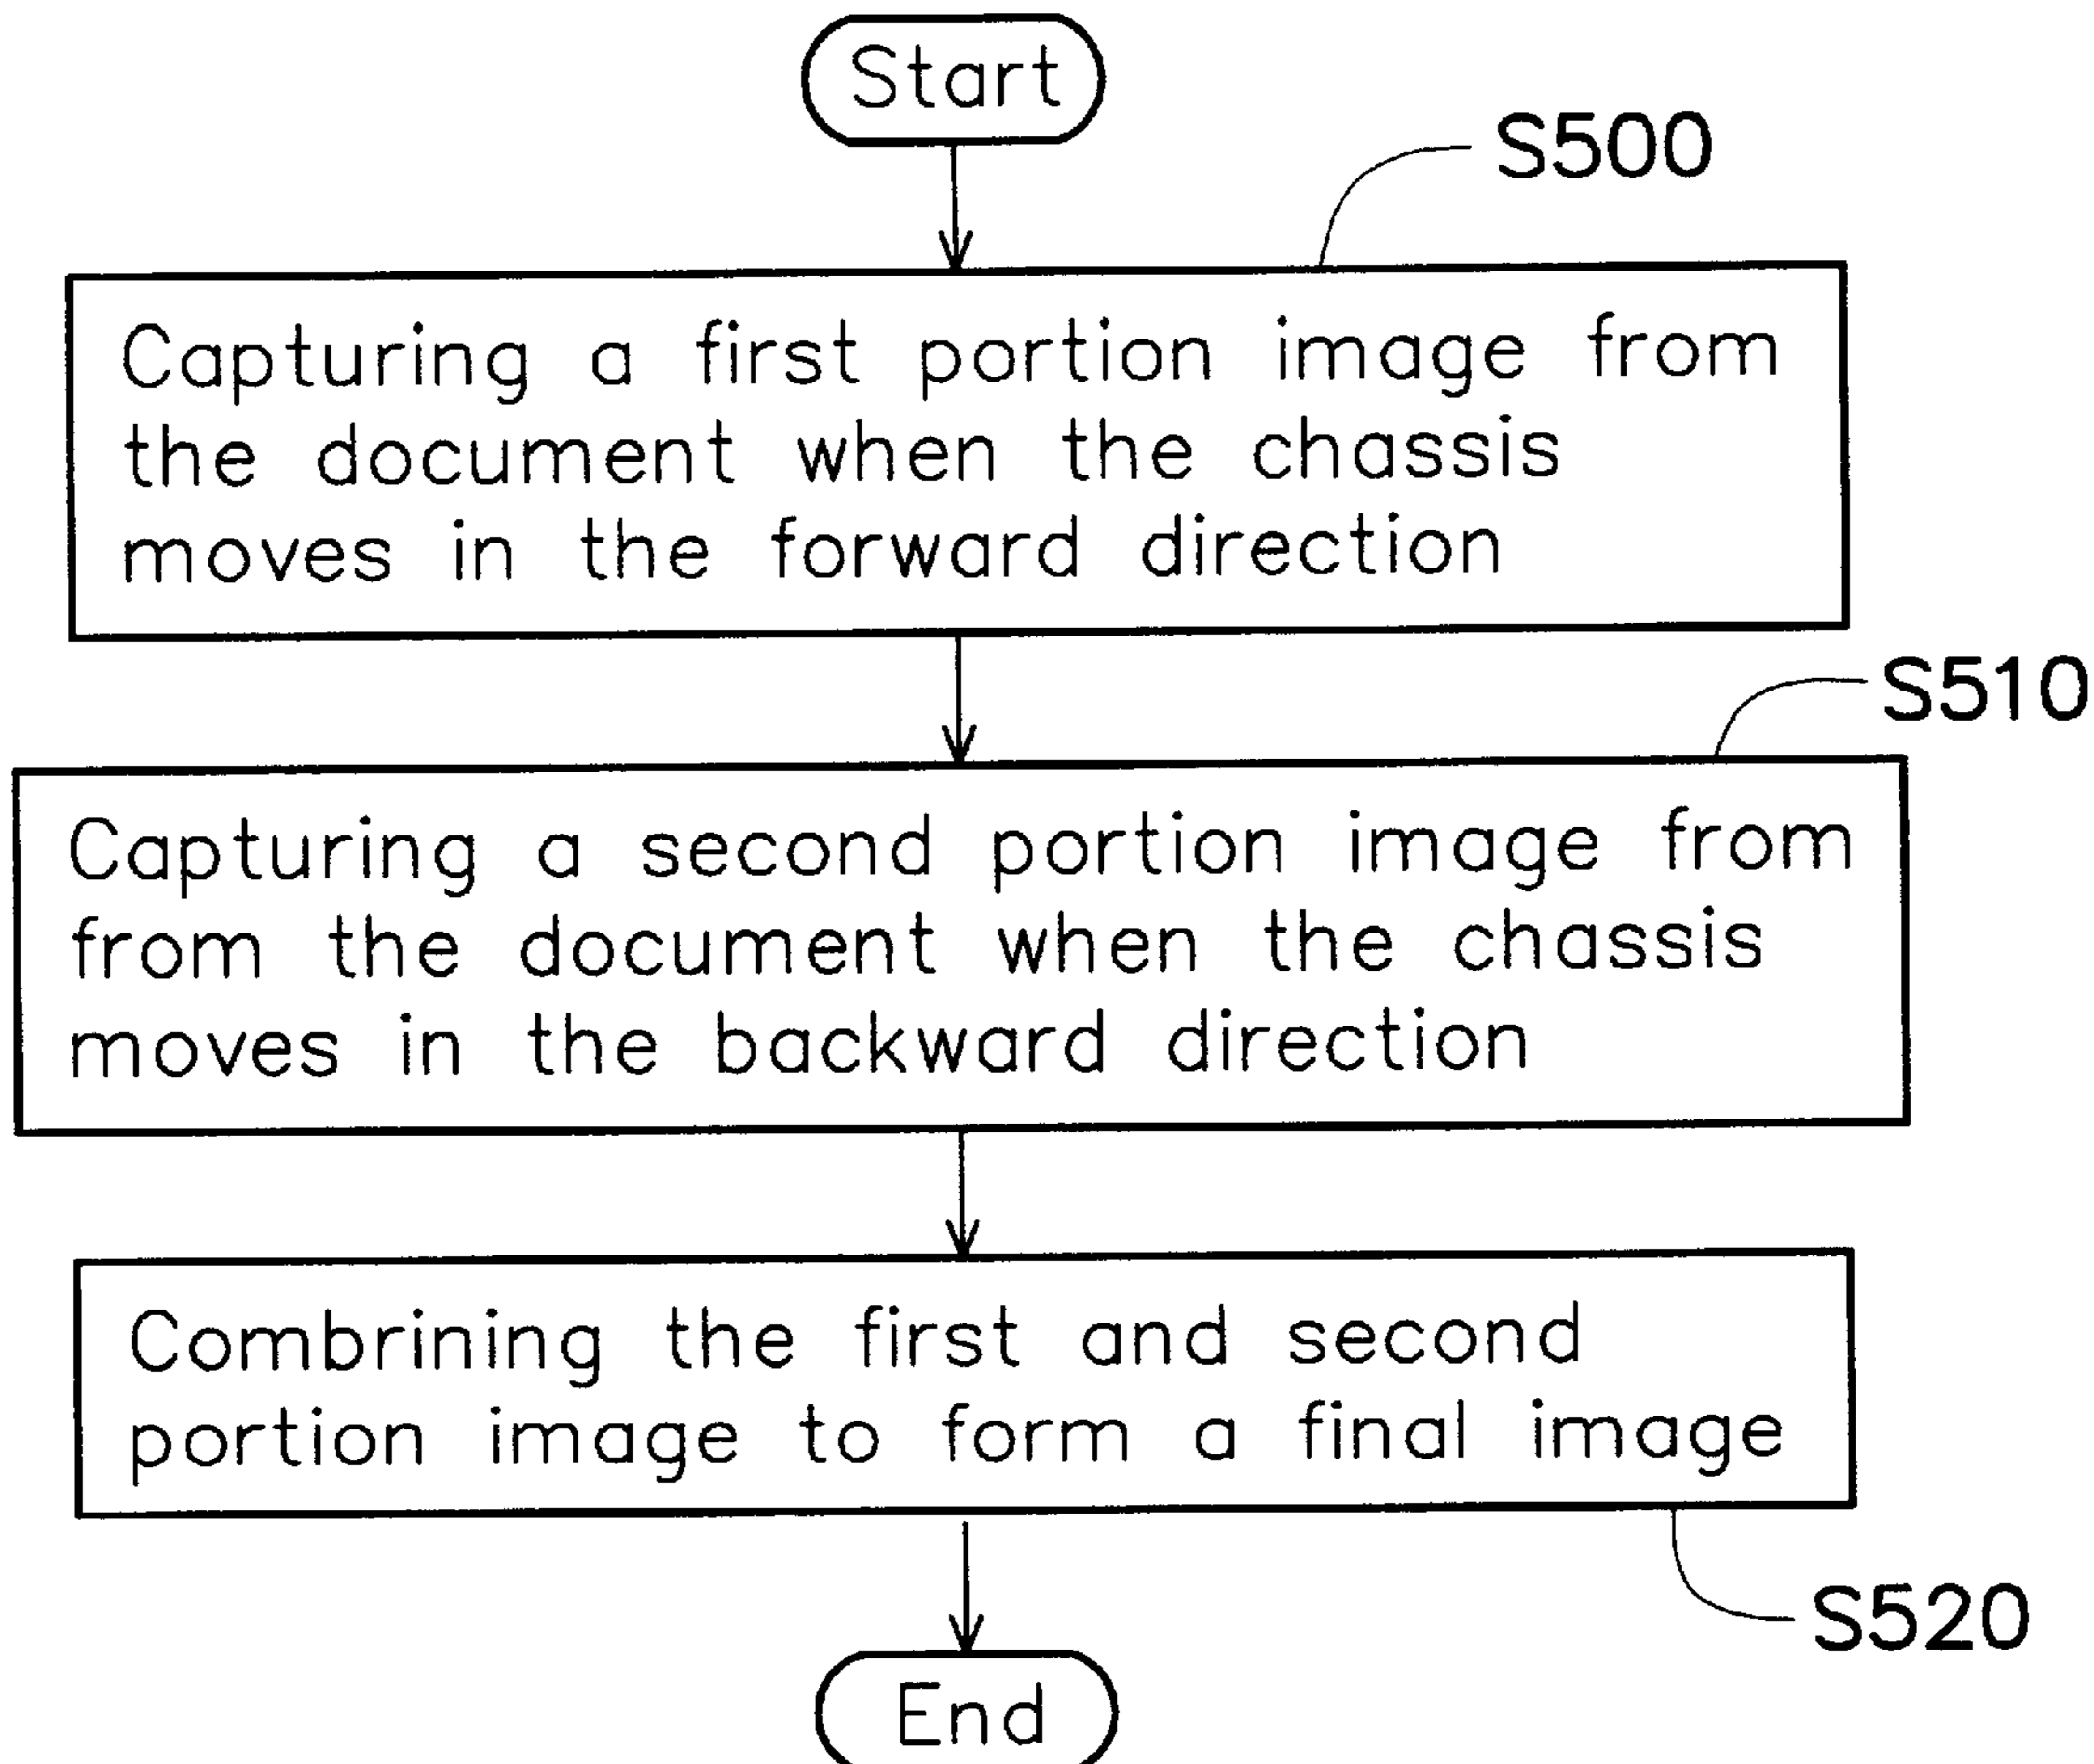 Start
S500
Capturing a first portion image from
the document when the chassis
moves in the forward direction
S510
Capturing a second portion image from
from the document when the chassis
moves in the backward direction
Combrining the first and second
portion image to form a final image
S520
End